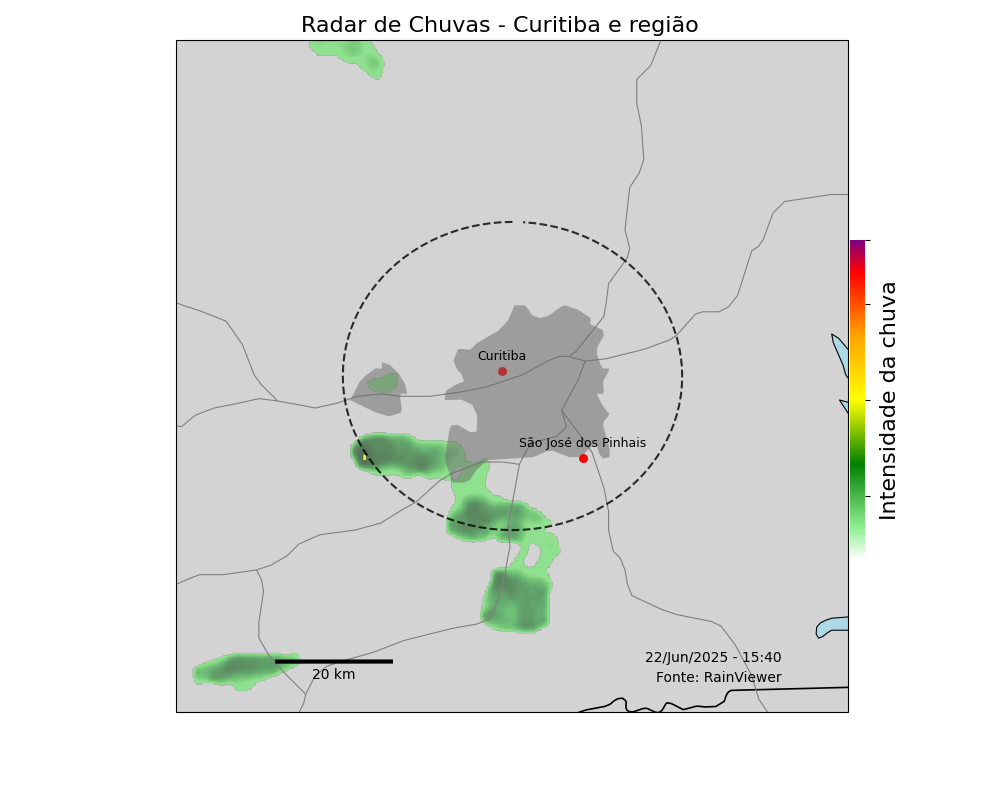 Radar de Chuvas - Curitiba e região
Curitiba
São José dos Pinhais
Intensidade da chuva
22/Jun/2025 - 15:40
Fonte: RainViewer
20 km